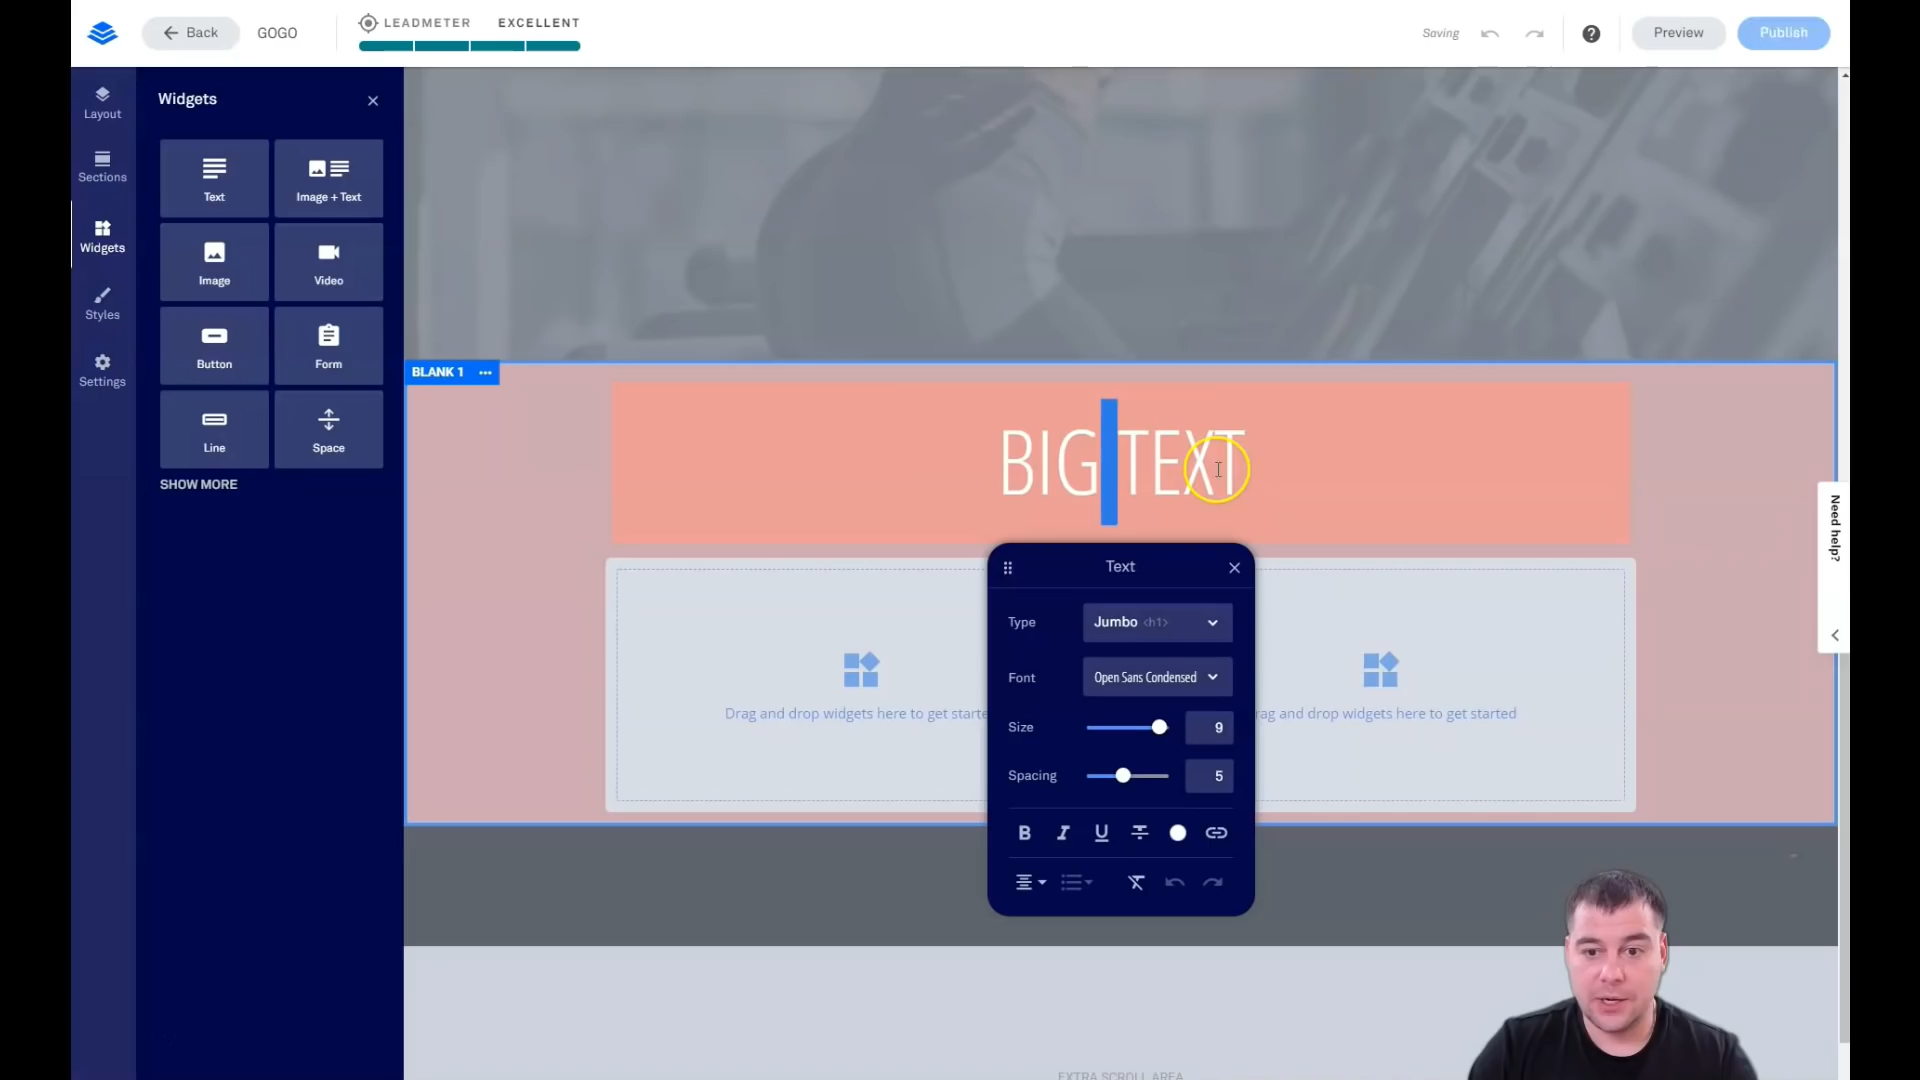 Back
GOGO
LEADMETER
EXCELLENT
Saving
Preview
Publish
Layout
Sections
Widgets
Styles
Settings
Widgets
Text
Image + Text
Image
Video
Button
Form
Line
Space
SHOW MORE
BLANK 1
BIG TEXT
Drag and drop widgets here to get starte
rag and drop widgets here to get started
Text
Type
Jumbo <h1>
Font
Open Sans Condensed
Size
9
Spacing
5
B I U
Need help?
EXTRA SCROLL AREA